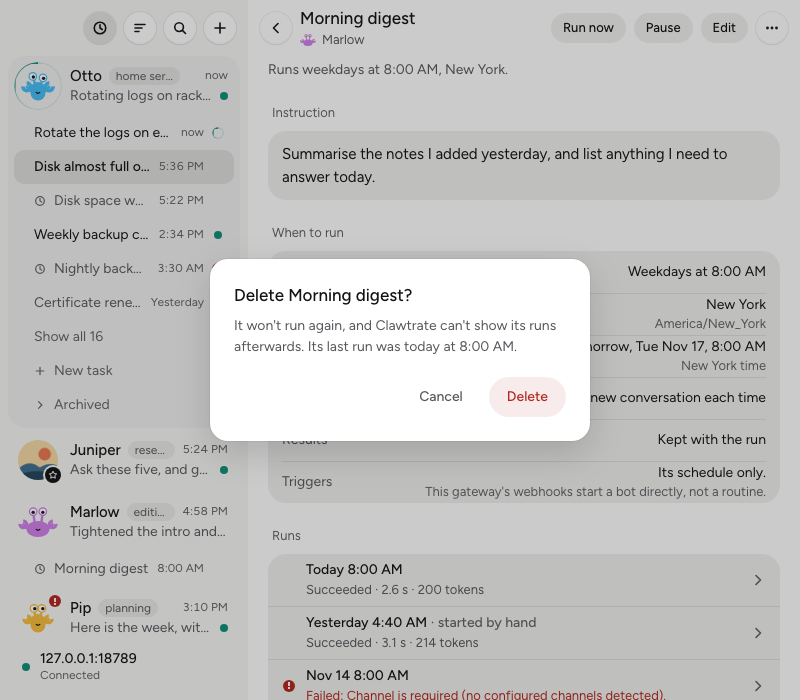 Otto
home ser...
now
Rotating logs on rack...
Rotate the logs on e...
now
Disk almost full o...
5:36 PM
Disk space w...
5:22 PM
Weekly backup c...
2:34 PM
Nightly back...
3:30 AM
Certificate rene...
Yesterday
Show all 16
New task
Archived
Juniper
rese...
5:24 PM
Ask these five, and g...
Marlow
editi...
4:58 PM
Tightened the intro and...
Morning digest
8:00 AM
Pip
planning
3:10 PM
Here is the week, wit...
127.0.0.1:18789
Connected
Morning digest
Marlow
Run now
Pause
Edit
Runs weekdays at 8:00 AM, New York.
Instruction
Summarise the notes I added yesterday, and list anything I need to
answer today.
When to run
Weekdays at 8:00 AM
New York
America/New_York
orrow, Tue Nov 17, 8:00 AM
New York time
new conversation each time
Results
Kept with the run
Triggers
Its schedule only.
This gateway's webhooks start a bot directly, not a routine.
Delete Morning digest?
It won't run again, and Clawtrate can't show its runs
afterwards. Its last run was today at 8:00 AM.
Cancel
Delete
Runs
Today 8:00 AM
Succeeded · 2.6 s · 200 tokens
Yesterday 4:40 AM · started by hand
Succeeded · 3.1 s · 214 tokens
Nov 14 8:00 AM
Failed: Channel is required (no configured channels detected).